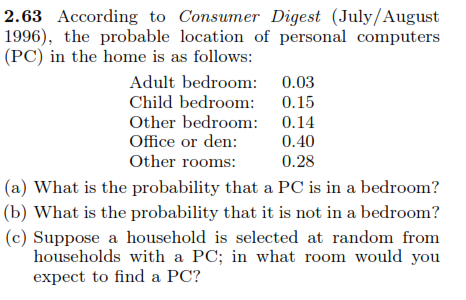 2.63 According to Consumer Digest (July/August
1996), the probable location of personal computers
(PC) in the home is as follows:
Adult bedroom: 0.03
Child bedroom: 0.15
Other bedroom: 0.14
Office or den: 0.40
Other rooms: 0.28
(a) What is the probability that a PC is in a bedroom?
(b) What is the probability that it is not in a bedroom?
(c) Suppose a household is selected at random from
households with a PC; in what room would you
expect to find a PC?